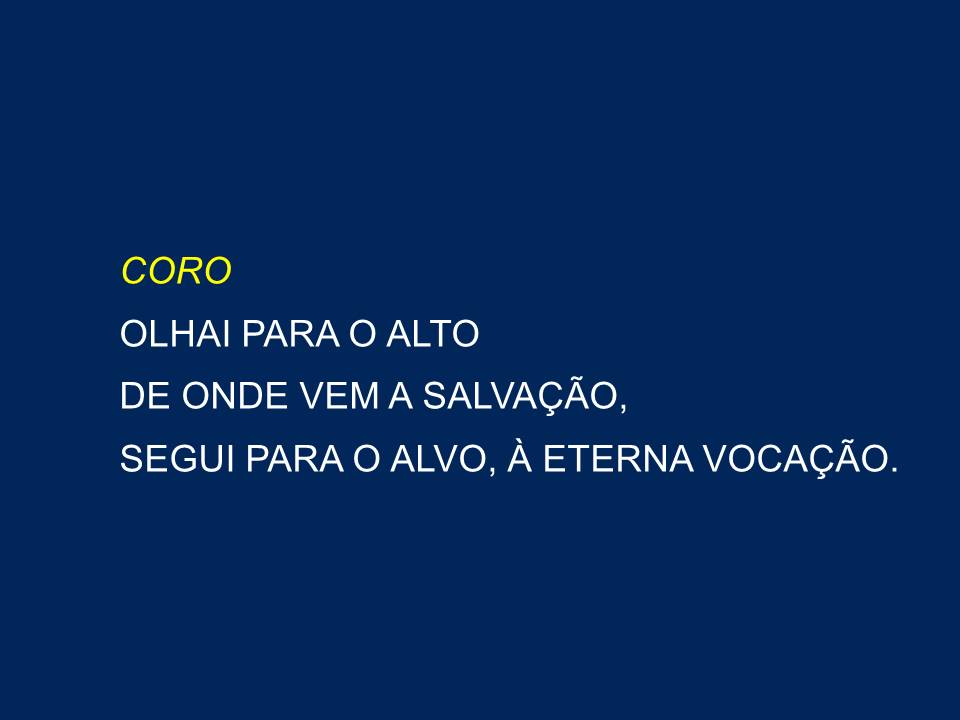 CORO
OLHAI PARA O ALTO
DE ONDE VEM A SALVAÇÃO,
SEGUI PARA O ALVO, À ETERNA VOCAÇÃO.